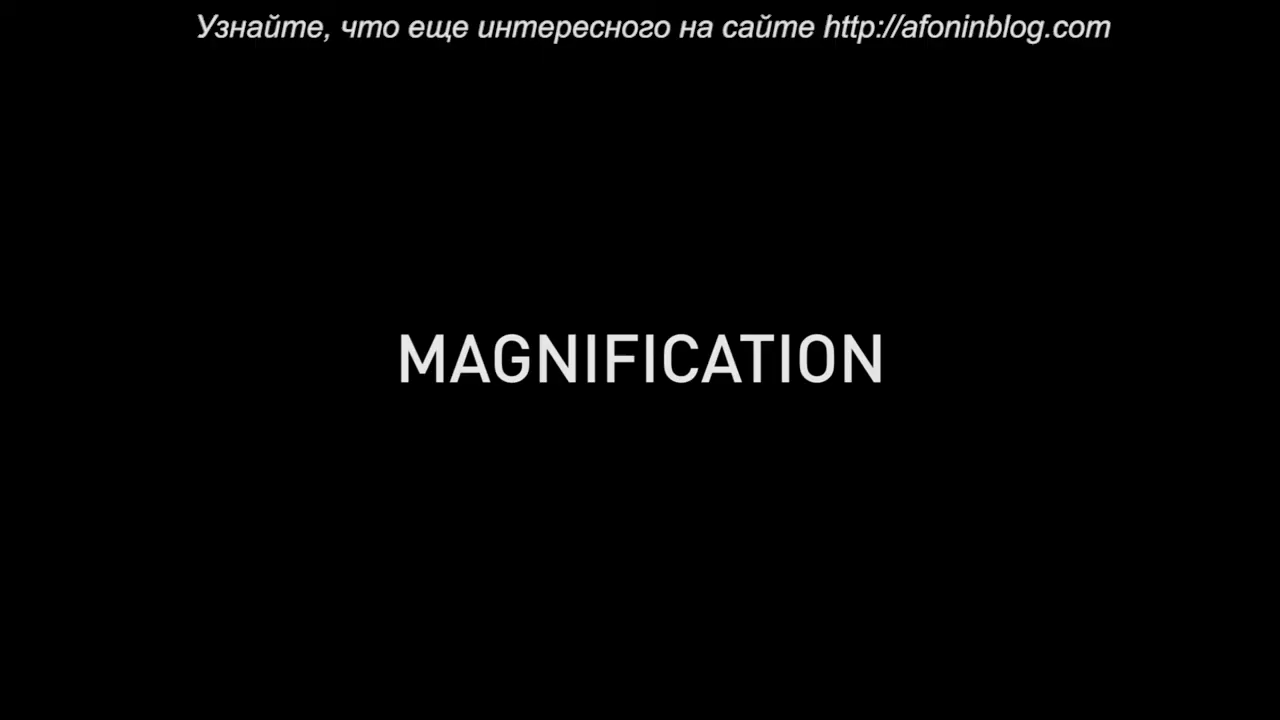 Узнайте, что еще интересного на сайте http://afoninblog.com
MAGNIFICATION